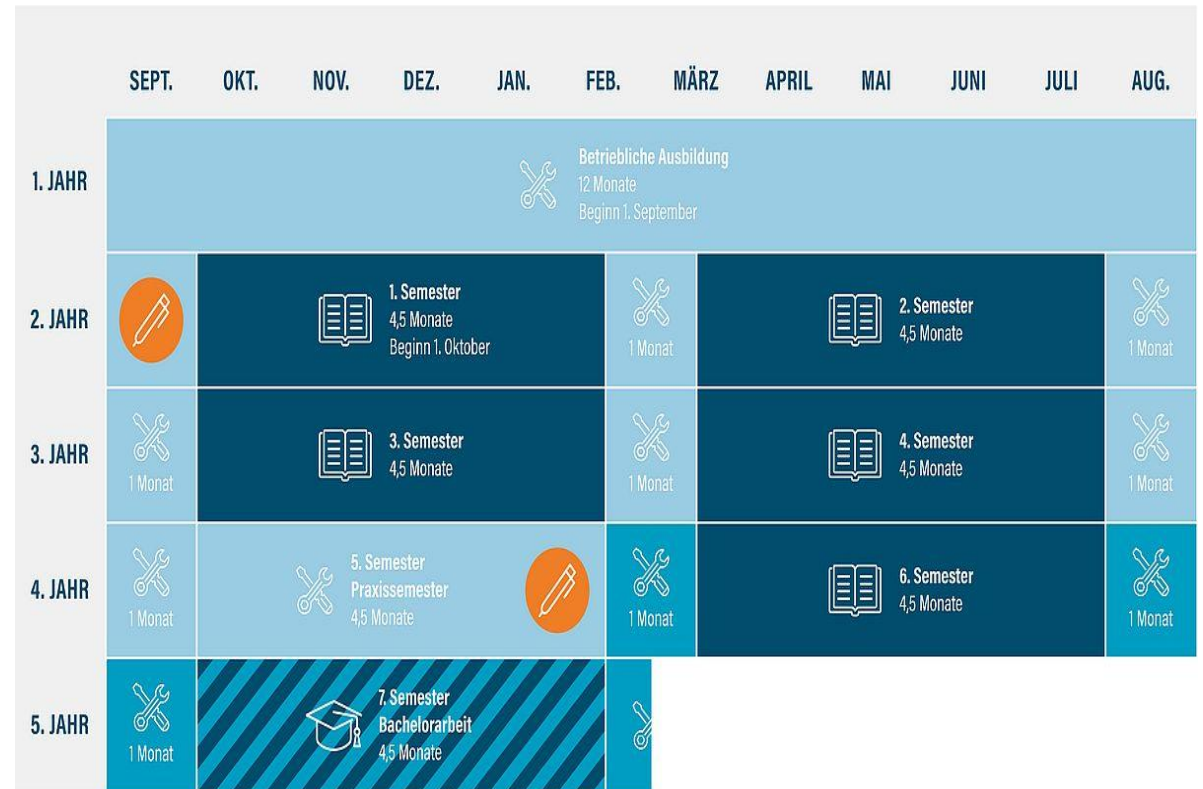 SEPT. OKT. NOV. DEZ. JAN. FEB. MÄRZ APRIL MAI JUNI JULI AUG.
1. JAHR
Betriebliche Ausbildung
12 Monate
Beginn 1. September
2. JAHR
1. Semester
4,5 Monate
Beginn 1. Oktober
1 Monat
2. Semester
4,5 Monate
1 Monat
3. JAHR
1 Monat
3. Semester
4,5 Monate
1 Monat
4. Semester
4,5 Monate
1 Monat
4. JAHR
1 Monat
5. Semester
Praxissemester
4,5 Monate
1 Monat
6. Semester
4,5 Monate
1 Monat
5. JAHR
1 Monat
7. Semester
Bachelorarbeit
4,5 Monate